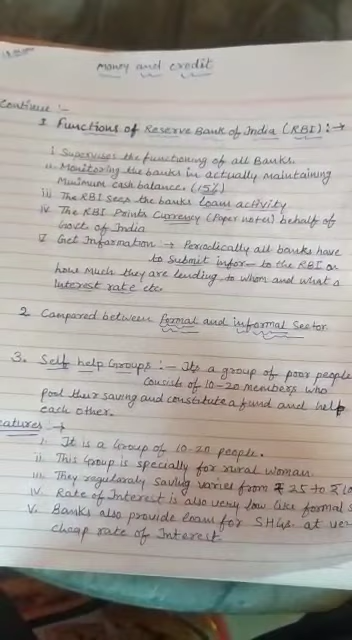 Money and credit
Continue :-
I Functions of Reserve Bank of India (RBI) :→
i Supervises the functioning of all Banks.
ii. Monitoring the banks in actually maintaining
Minimum cash balance. (15%)
iii The RBI sees the banks loans activity
iv The RBI Prints Currency (Paper notes) behalf of
Govt of India
V Get Information :→ Periodically all banks have
to submit infor— to the RBI on
how Much they are lending, to whom and what a
Interest rate etc.
2 Compared between formal and informal Sector.
3. Self help Groups :- Its a group of poor people
consists of 10-20 members who
pool their saving and constitute a fund and help
each other.
eatures :→
i. It is a Group of 10-20 people.
ii. This Group is specially for rural woman.
iii. They regularaly Saving varies from ₹ 25 to ₹
iv. Rate of Interest is also very low like formal
V. Banks also provide loans for SHGs. at ver
cheap rate of Interest